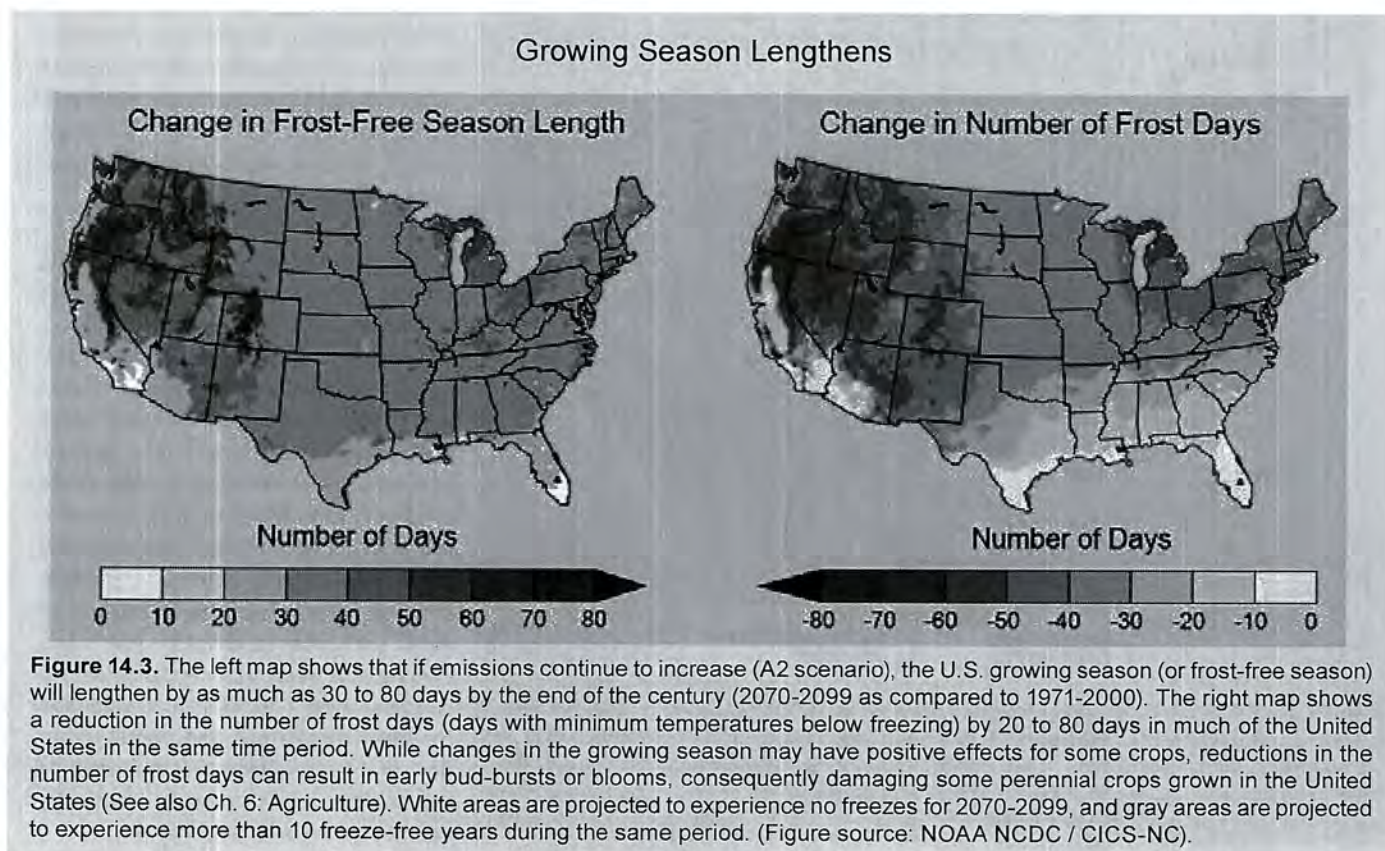 Growing Season Lengthens
Change in Frost-Free Season Length
Change in Number of Frost Days
Number of Days
Number of Days
0 10 20 30 40 50 60 70 80
-80 -70 -60 -50 -40 -30 -20 -10 0
Figure 14.3. The left map shows that if emissions continue to increase (A2 scenario), the U.S. growing season (or frost-free season)
will lengthen by as much as 30 to 80 days by the end of the century (2070-2099 as compared to 1971-2000). The right map shows
a reduction in the number of frost days (days with minimum temperatures below freezing) by 20 to 80 days in much of the United
States in the same time period. While changes in the growing season may have positive effects for some crops, reductions in the
number of frost days can result in early bud-bursts or blooms, consequently damaging some perennial crops grown in the United
States (See also Ch. 6: Agriculture). White areas are projected to experience no freezes for 2070-2099, and gray areas are projected
to experience more than 10 freeze-free years during the same period. (Figure source: NOAA NCDC / CICS-NC).